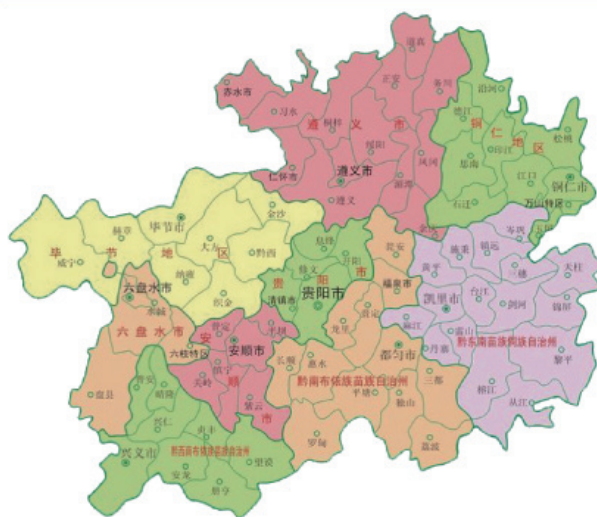 道真
务川
正安
沿河
赤水市
习水
桐梓
德江
松桃
遵义市
铜仁地区
绥阳
凤冈
印江
思南
仁怀市
遵义市
湄潭
江口
铜仁市
遵义
石迁
万山特区
玉屏
金沙
毕节市
赫章
大方
黔西
毕节地区
威宁
纳雍
织金
息烽
开阳
修文
贵阳市
清镇市
贵阳市
瓮安
福泉市
岑巩
施秉
镇远
黄平
三穗
天柱
台江
凯里市
剑河
锦屏
六盘水市
水城
六盘水市
六枝特区
普定
平坝
安顺市
安顺市
镇宁
关岭
紫云
贵定
龙里
麻江
雷山
丹寨
黔东南苗族侗族自治州
黎平
榕江
从江
长顺
惠水
都匀市
黔南布依族苗族自治州
三都
平塘
独山
罗甸
荔波
盘县
普安
晴隆
兴仁
贞丰
黔西南布依族苗族自治州
兴义市
安龙
望谟
册亨